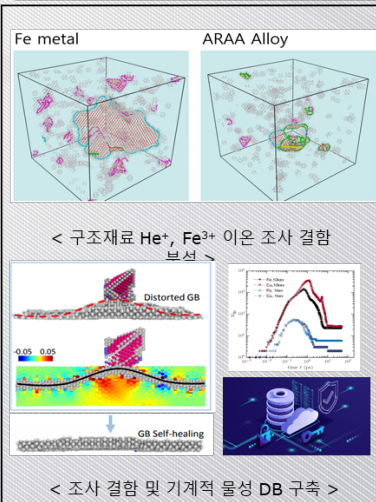 Fe metal
ARAA Alloy
< 구조재료 He⁺, Fe³⁺ 이온 조사 결함
분석 >
Distorted GB
-0.05 0.05
GB Self-healing
< 조사 결함 및 기계적 물성 DB 구축 >